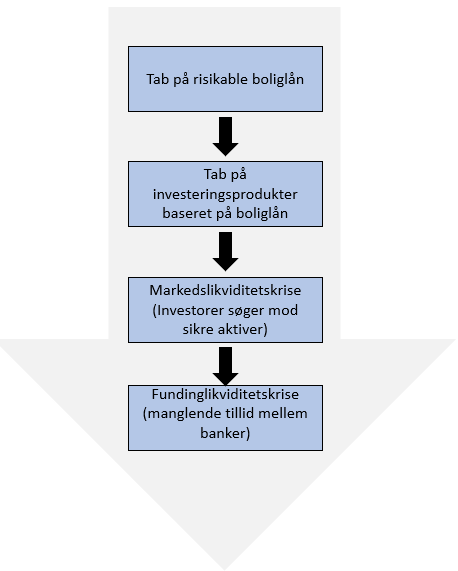 Tab på risikable boliglån
Tab på
investeringsprodukter
baseret på boliglån
Markedslikviditetskrise
(Investorer søger mod
sikre aktiver)
Fundinglikviditetskrise
(manglende tillid mellem
banker)